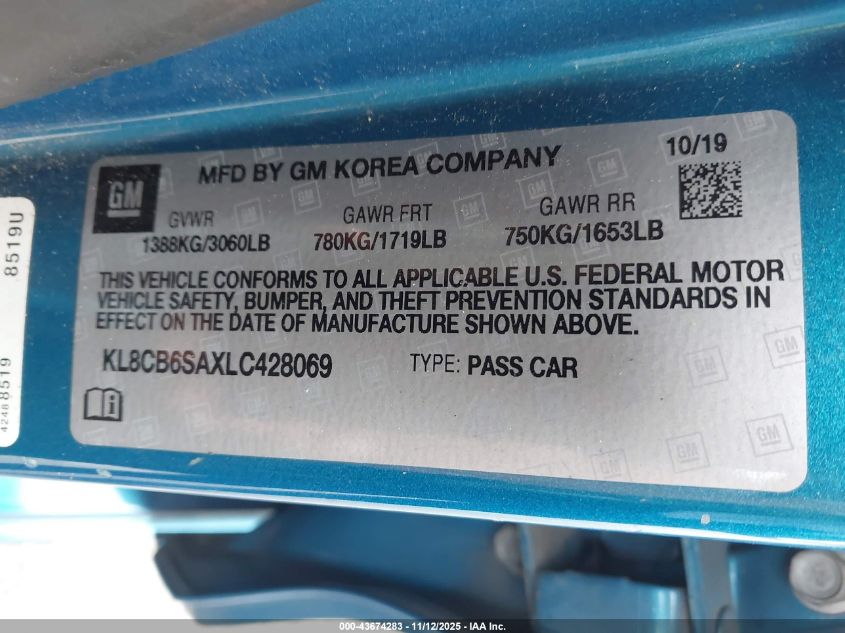 GM
MFD BY GM KOREA COMPANY
10/19
GVWR
1388KG/3060LB
GAWR FRT
780KG/1719LB
GAWR RR
750KG/1653LB
THIS VEHICLE CONFORMS TO ALL APPLICABLE U.S. FEDERAL MOTOR
VEHICLE SAFETY, BUMPER, AND THEFT PREVENTION STANDARDS IN
EFFECT ON THE DATE OF MANUFACTURE SHOWN ABOVE.
KL8CB6SAXLC428069
TYPE: PASS CAR
8519U
42488519
000-43674283 - 11/12/2025 - IAA Inc.